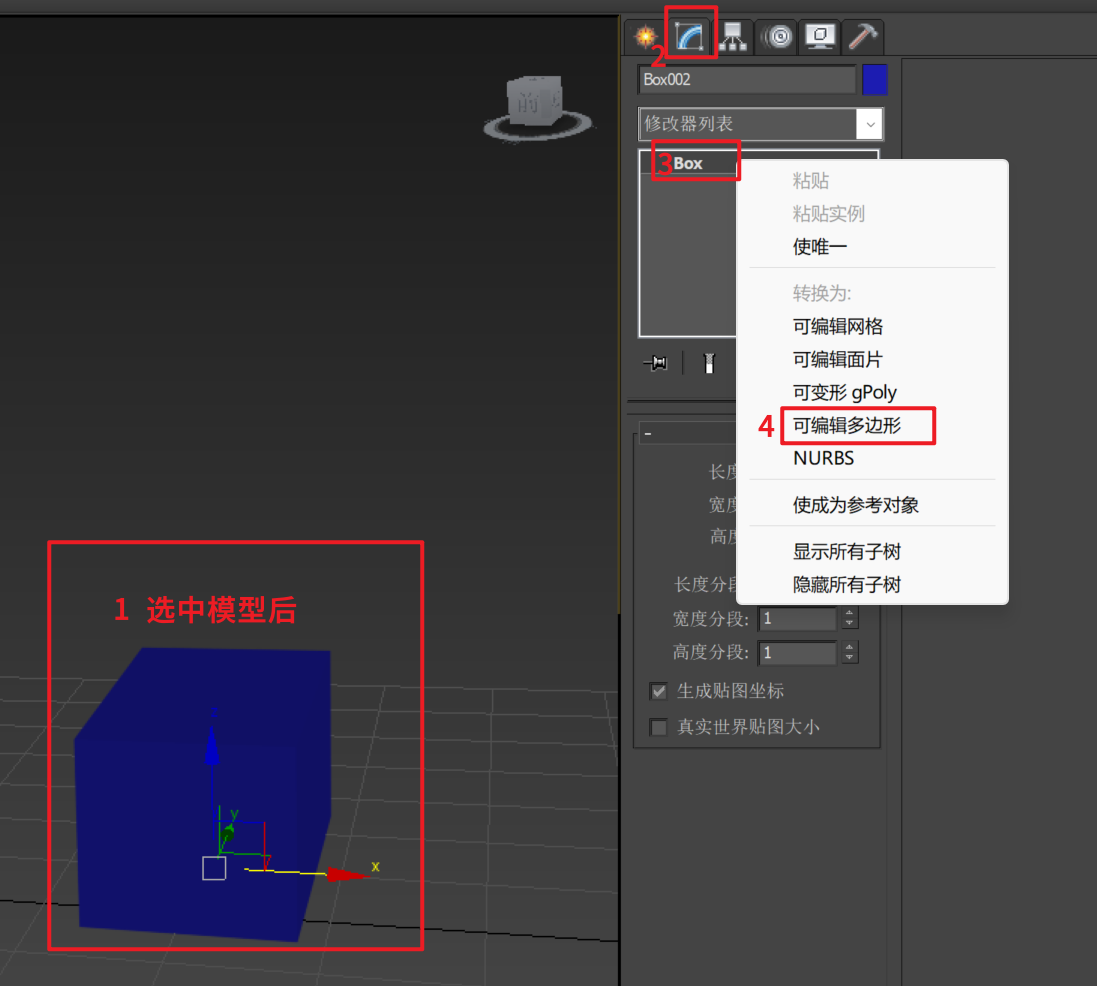 2
Box002
前
修改器列表
3
Box
粘贴
粘贴实例
使唯一
转换为:
可编辑网格
可编辑面片
可变形 gPoly
4
可编辑多边形
NURBS
使成为参考对象
显示所有子树
隐藏所有子树
-
长度
宽度
高度
长度分段
宽度分段: 1
高度分段: 1
生成贴图坐标
真实世界贴图大小
1 选中模型后
z
y
x